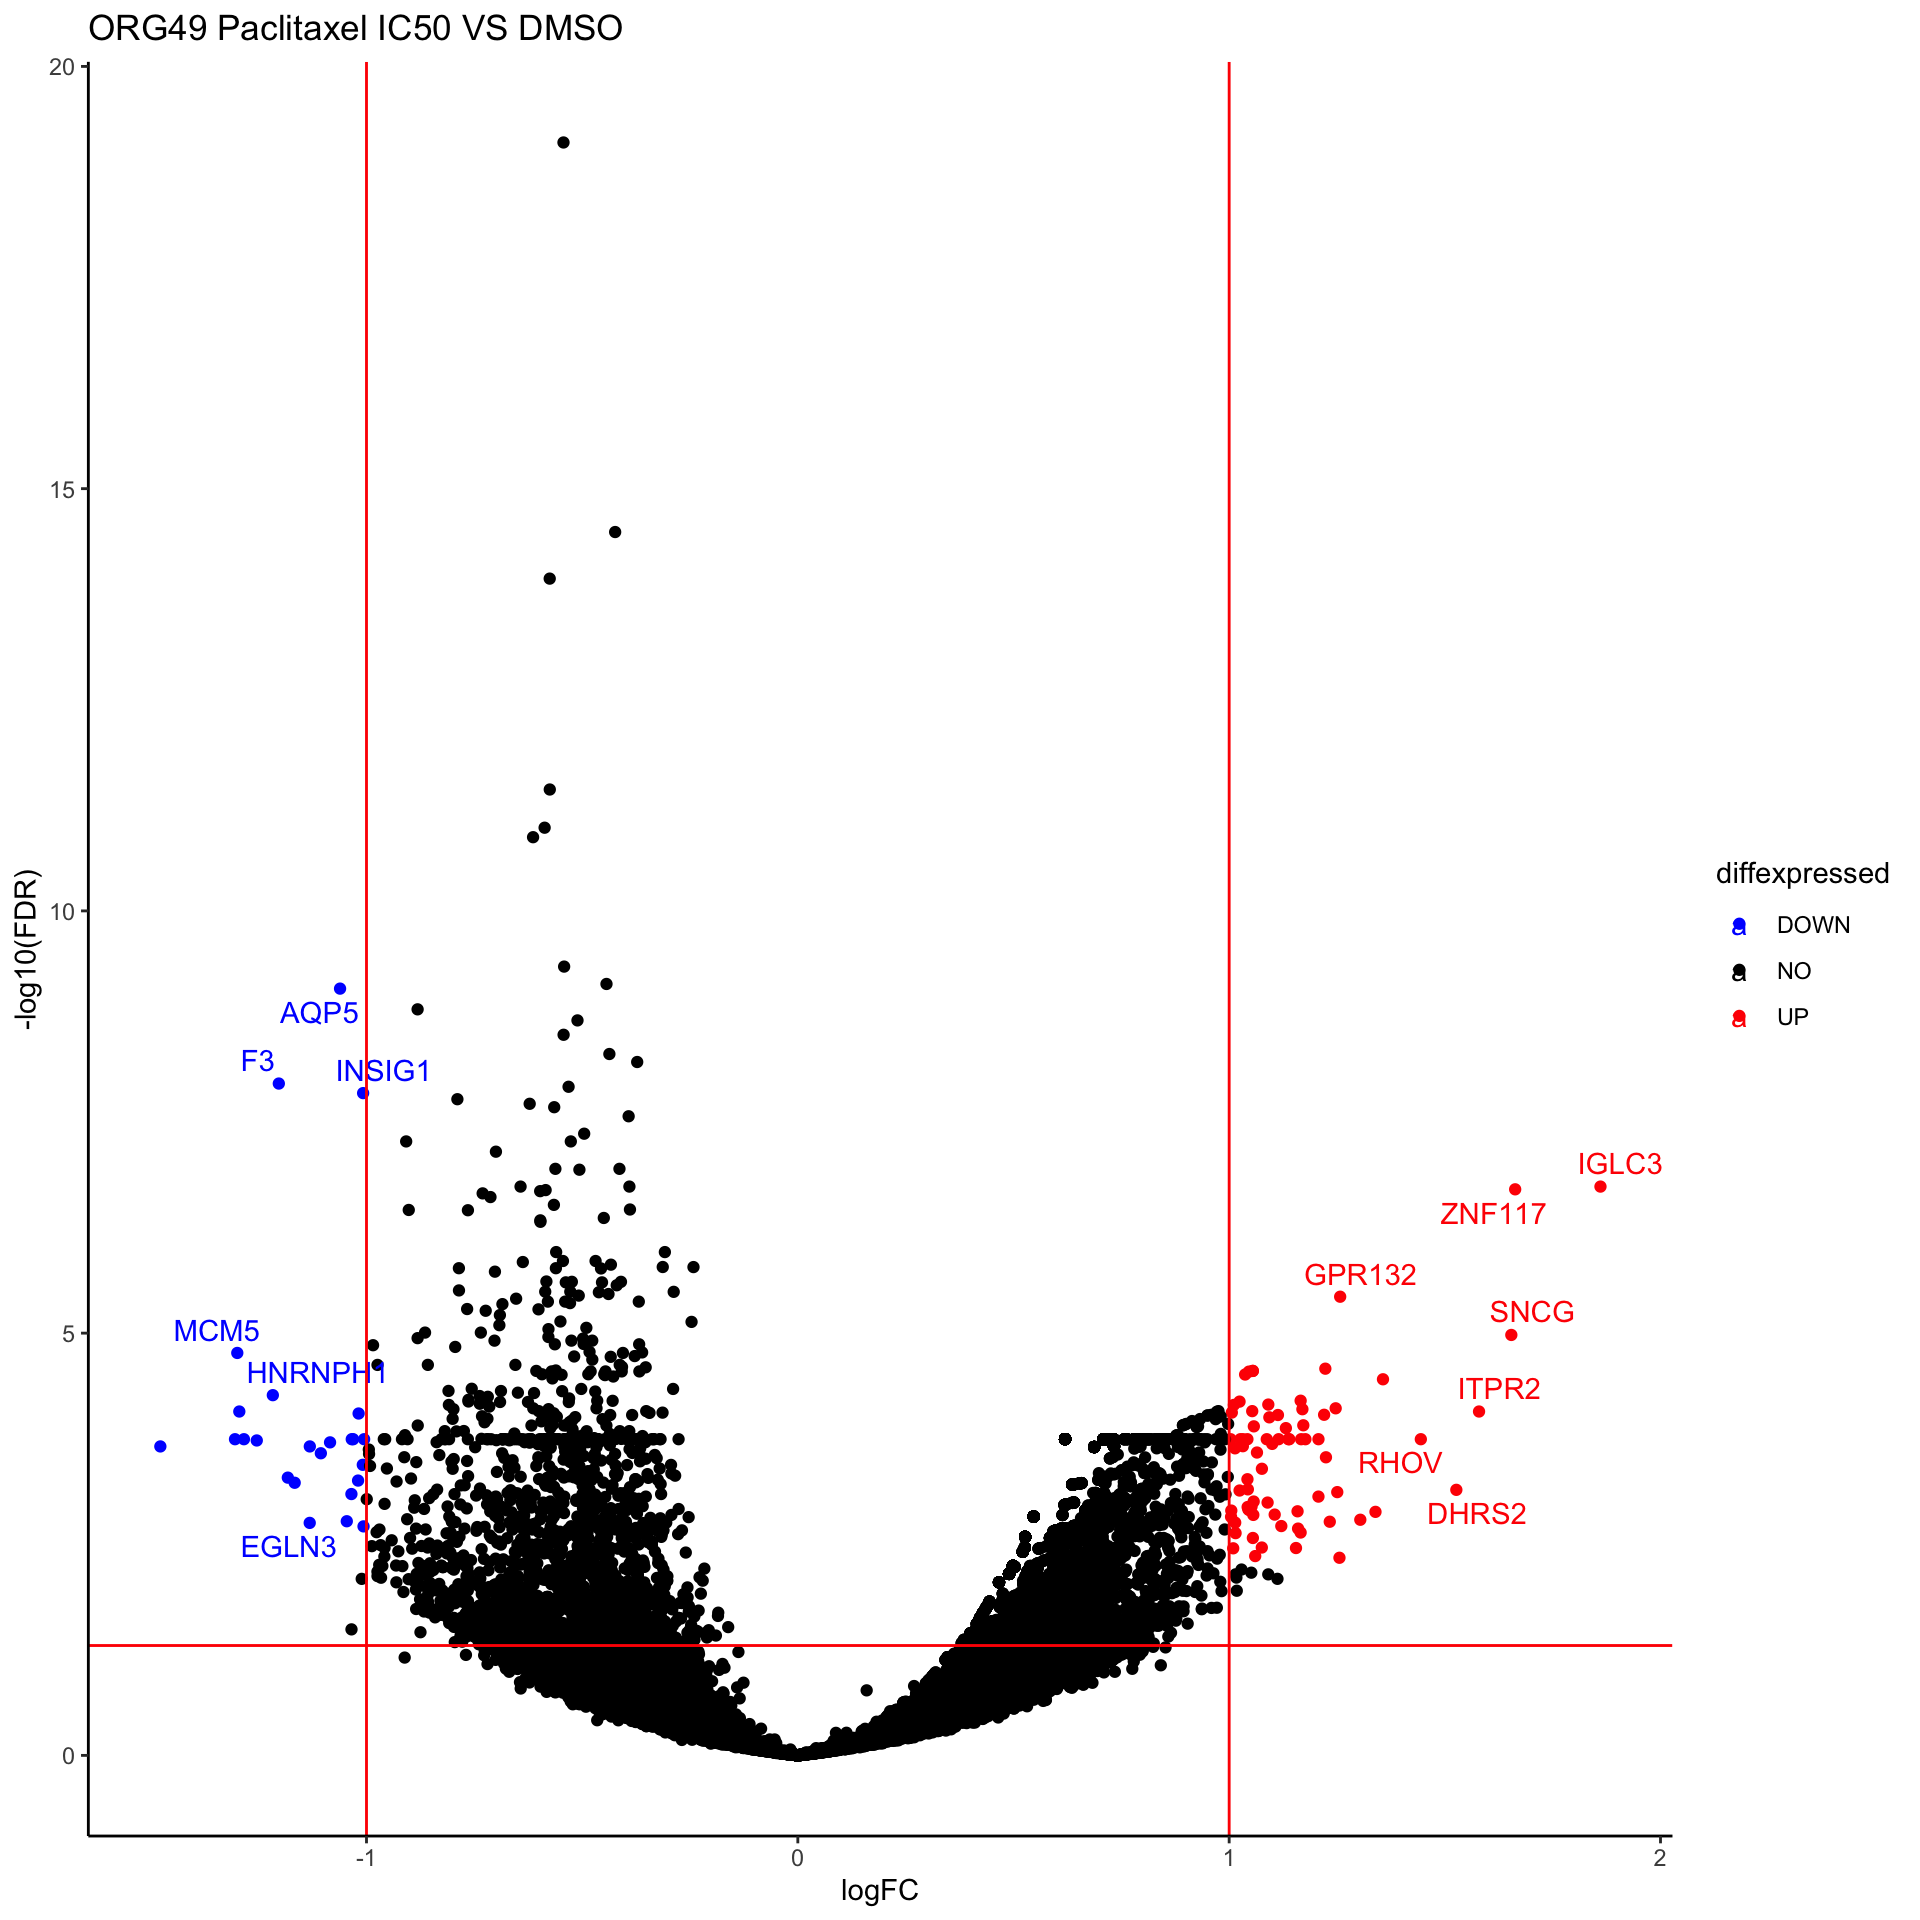 ORG49 Paclitaxel IC50 VS DMSO
20
15
10
5
0
-log10(FDR)
AQP5
F3
INSIG1
MCM5
HNRNPH1
EGLN3
IGLC3
ZNF117
GPR132
SNCG
ITPR2
RHOV
DHRS2
-1
0
1
2
logFC
diffexpressed
a DOWN
a NO
a UP